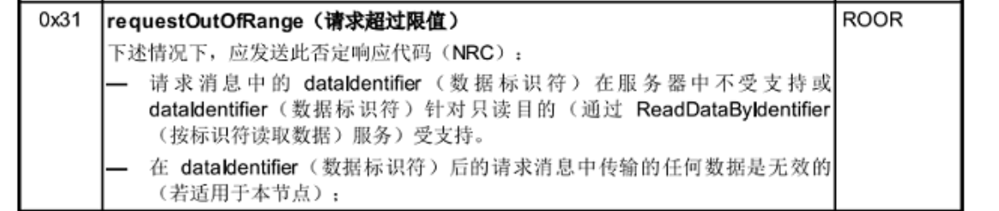 0x31 requestOutOfRange（请求超过限值） ROOR
下述情况下，应发送此否定响应代码（NRC）：
— 请求消息中的 dataIdentifier（数据标识符）在服务器中不受支持或
dataIdentifier（数据标识符）针对只读目的（通过 ReadDataByIdentifier
（按标识符读取数据）服务）受支持。
— 在 dataIdentifier（数据标识符）后的请求消息中传输的任何数据是无效的
（若适用于本节点）；